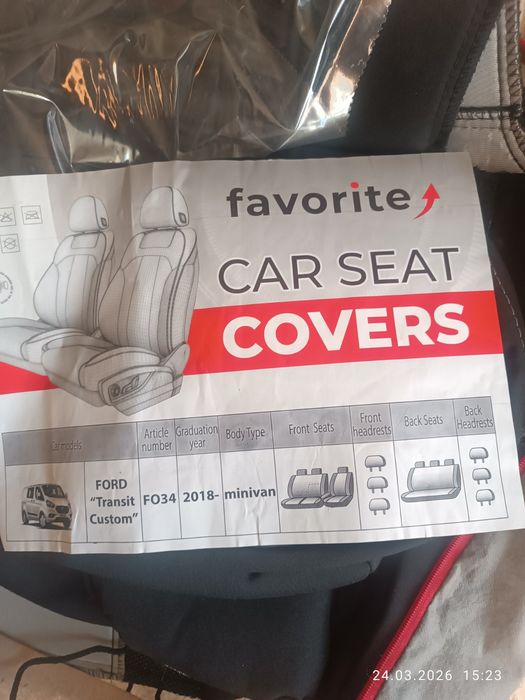 favorite
CAR SEAT
COVERS
Car models
Article number
Graduation year
Body Type
Front Seats
Front headrests
Back Seats
Back Headrests
FORD
"Transit
Custom"
FO34
2018-
minivan
24.03.2026 15:23